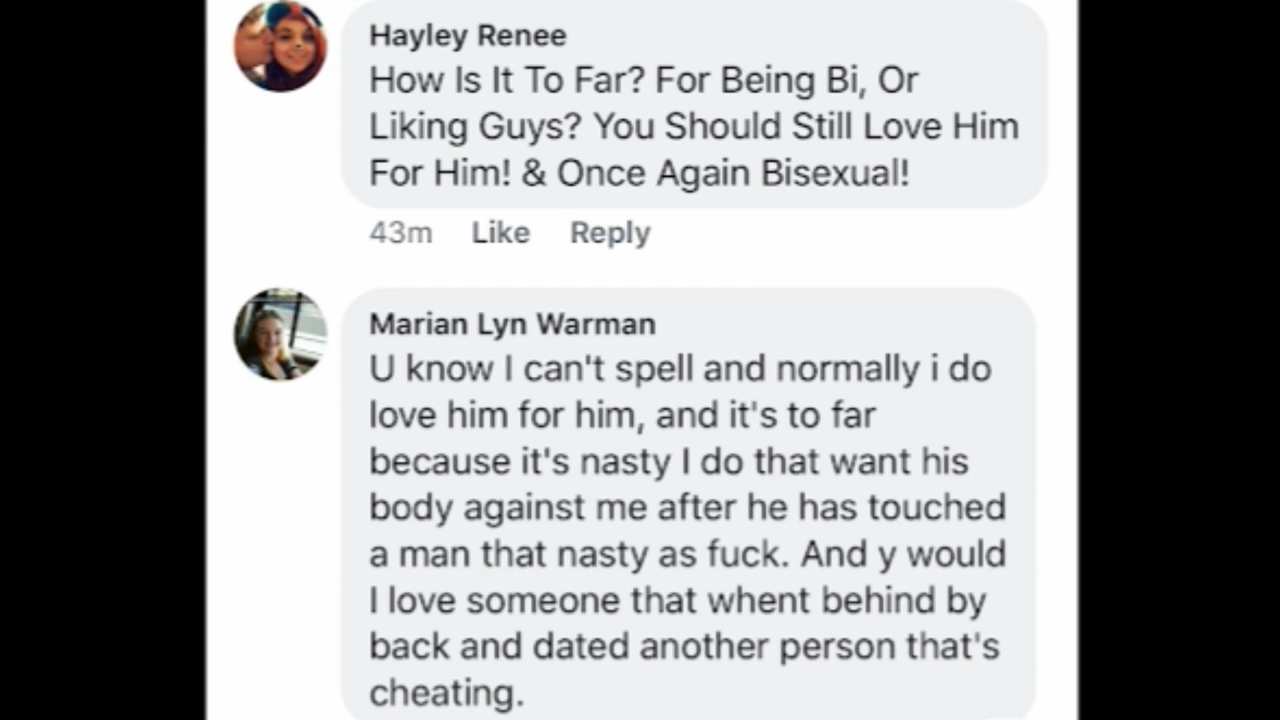 Hayley Renee
How Is It To Far? For Being Bi, Or
Liking Guys? You Should Still Love Him
For Him! & Once Again Bisexual!
43m Like Reply
Marian Lyn Warman
U know I can't spell and normally i do
love him for him, and it's to far
because it's nasty I do that want his
body against me after he has touched
a man that nasty as fuck. And y would
I love someone that whent behind by
back and dated another person that's
cheating.